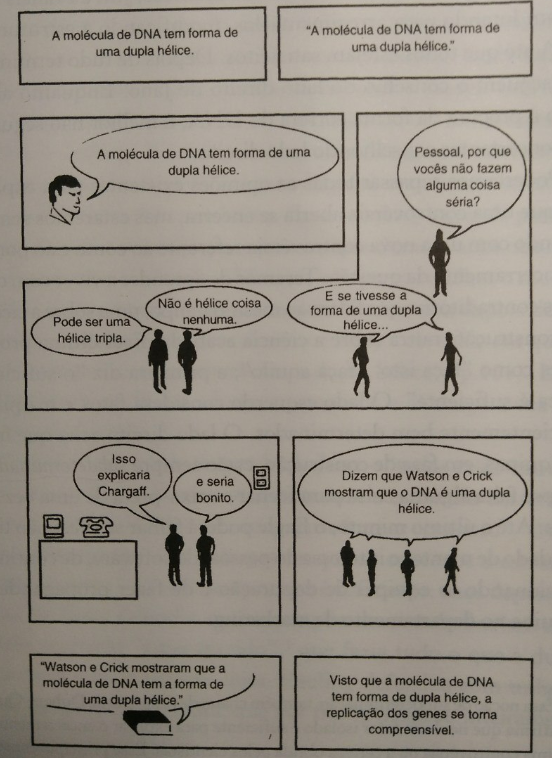 A molécula de DNA tem forma de
uma dupla hélice.
"A molécula de DNA tem forma de
uma dupla hélice."
A molécula de DNA tem forma de uma
dupla hélice.
Pessoal, por que
vocês não fazem
alguma coisa
séria?
Pode ser uma
hélice tripla.
Não é hélice coisa
nenhuma.
E se tivesse a
forma de uma dupla
hélice...
Isso
explicaria
Chargaff.
e seria
bonito.
Dizem que Watson e Crick
mostram que o DNA é uma dupla
hélice.
"Watson e Crick mostraram que a
molécula de DNA tem a forma de
uma dupla hélice."
Visto que a molécula de DNA
tem forma de dupla hélice, a
replicação dos genes se torna
compreensível.